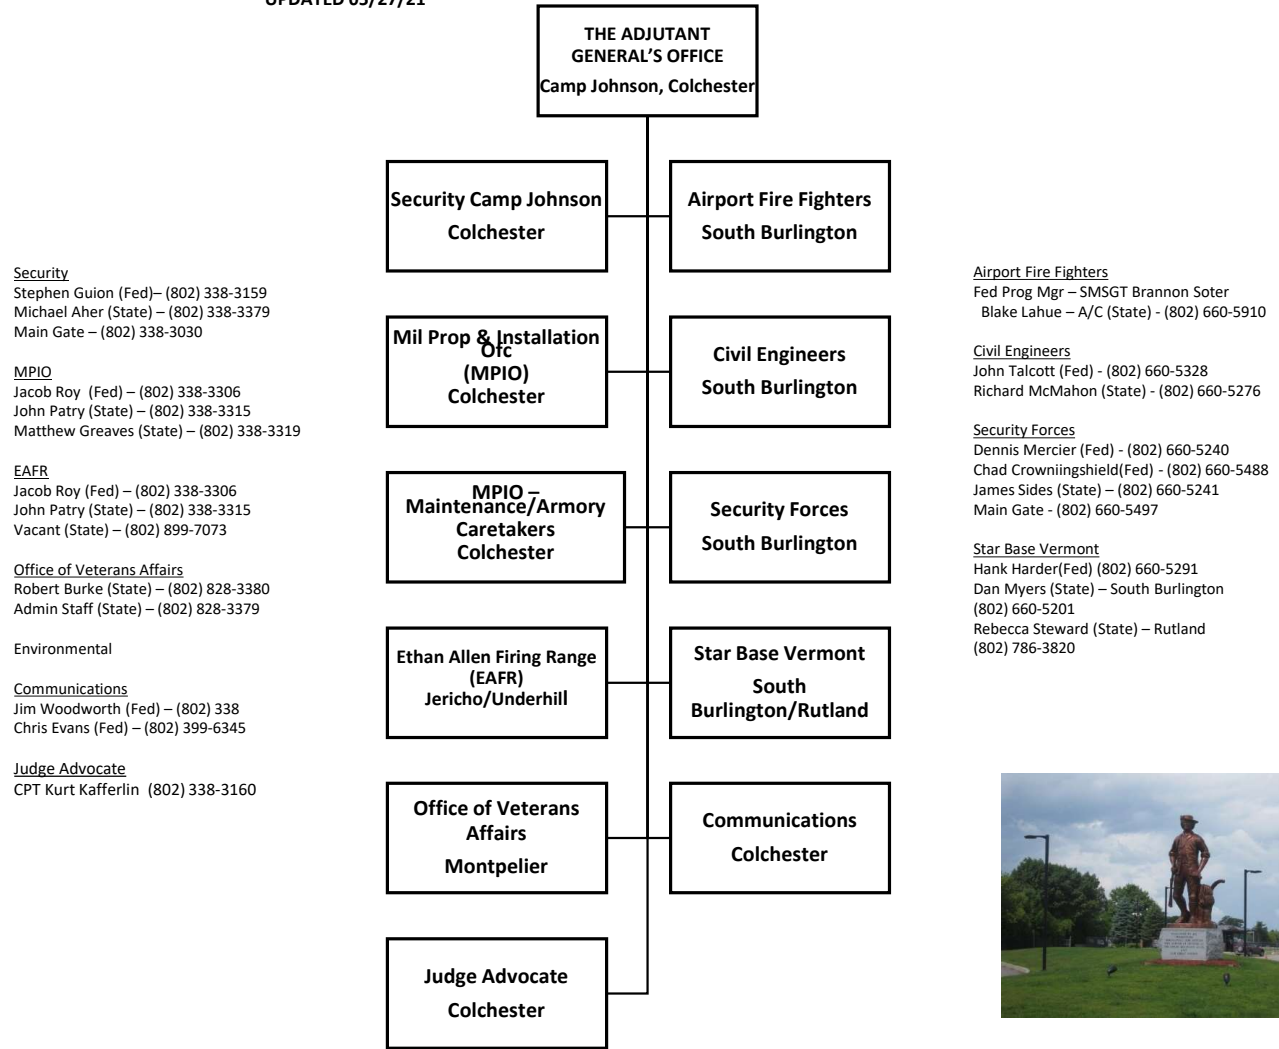 UPDATED 05/27/21
THE ADJUTANT
GENERAL'S OFFICE
Camp Johnson, Colchester
Security Camp Johnson
Colchester
Airport Fire Fighters
South Burlington
Mil Prop & Installation
Ofc
(MPIO)
Colchester
Civil Engineers
South Burlington
MPIO –
Maintenance/Armory
Caretakers
Colchester
Security Forces
South Burlington
Ethan Allen Firing Range
(EAFR)
Jericho/Underhill
Star Base Vermont
South
Burlington/Rutland
Office of Veterans
Affairs
Montpelier
Communications
Colchester
Judge Advocate
Colchester
Security
Stephen Guion (Fed)– (802) 338-3159
Michael Aher (State) – (802) 338-3379
Main Gate – (802) 338-3030
MPIO
Jacob Roy (Fed) – (802) 338-3306
John Patry (State) – (802) 338-3315
Matthew Greaves (State) – (802) 338-3319
EAFR
Jacob Roy (Fed) – (802) 338-3306
John Patry (State) – (802) 338-3315
Vacant (State) – (802) 899-7073
Office of Veterans Affairs
Robert Burke (State) – (802) 828-3380
Admin Staff (State) – (802) 828-3379
Environmental
Communications
Jim Woodworth (Fed) – (802) 338
Chris Evans (Fed) – (802) 399-6345
Judge Advocate
CPT Kurt Kafferlin (802) 338-3160
Airport Fire Fighters
Fed Prog Mgr – SMSGT Brannon Soter
Blake Lahue – A/C (State) - (802) 660-5910
Civil Engineers
John Talcott (Fed) - (802) 660-5328
Richard McMahon (State) - (802) 660-5276
Security Forces
Dennis Mercier (Fed) - (802) 660-5240
Chad Crowniingshield(Fed) - (802) 660-5488
James Sides (State) – (802) 660-5241
Main Gate - (802) 660-5497
Star Base Vermont
Hank Harder(Fed) (802) 660-5291
Dan Myers (State) – South Burlington
(802) 660-5201
Rebecca Steward (State) – Rutland
(802) 786-3820